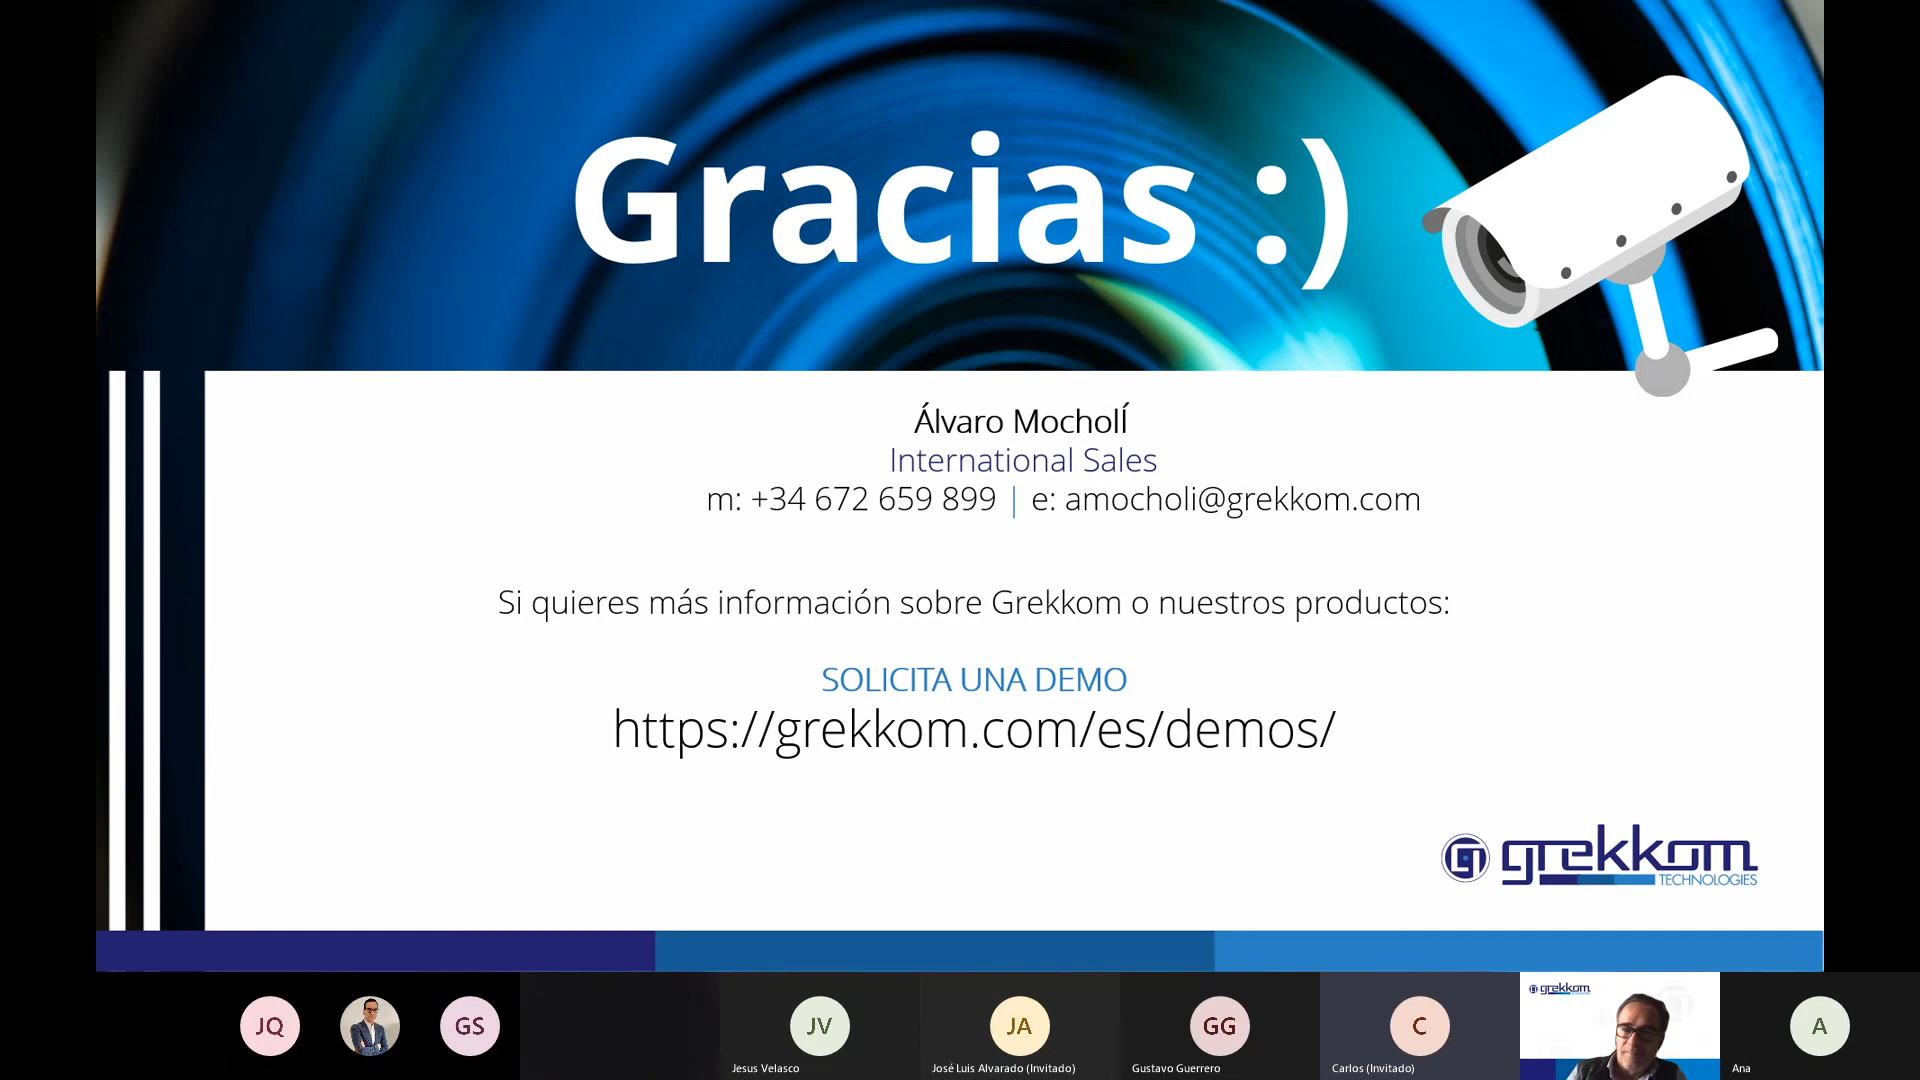 Gracias :)
Álvaro MocholÍ
International Sales
m: +34 672 659 899 | e: amocholi@grekkom.com
Si quieres más información sobre Grekkom o nuestros productos:
SOLICITA UNA DEMO
https://grekkom.com/es/demos/
grekkom
TECHNOLOGIES
JQ
GS
JV
Jesus Velasco
JA
José Luis Alvarado (Invitado)
GG
Gustavo Guerrero
C
Carlos (Invitado)
grekkom
A
Ana